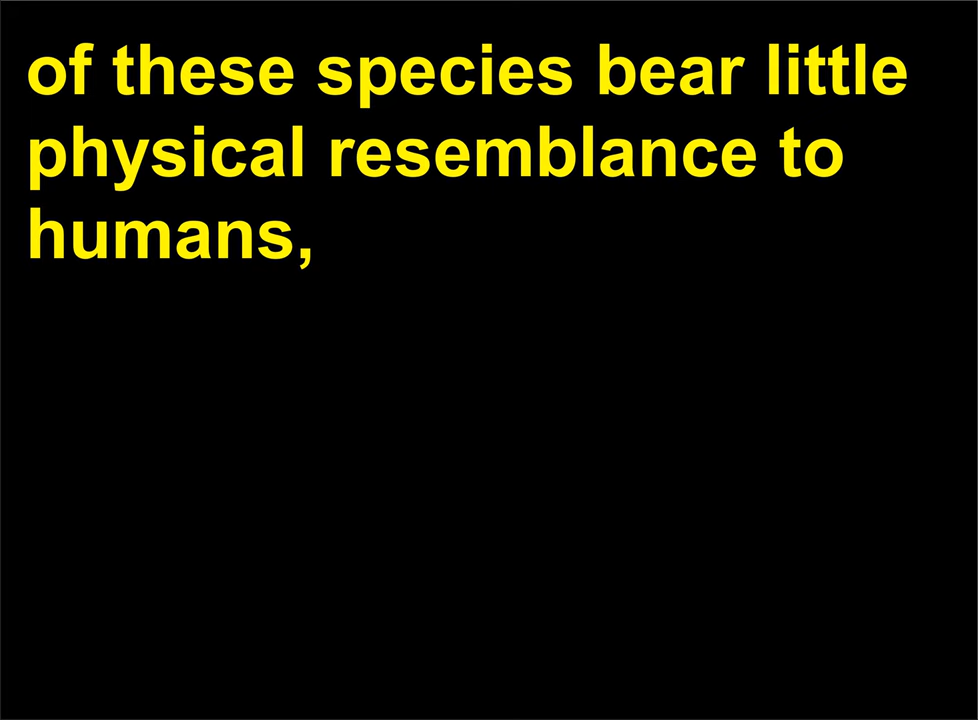 of these species bear little
physical resemblance to
humans,